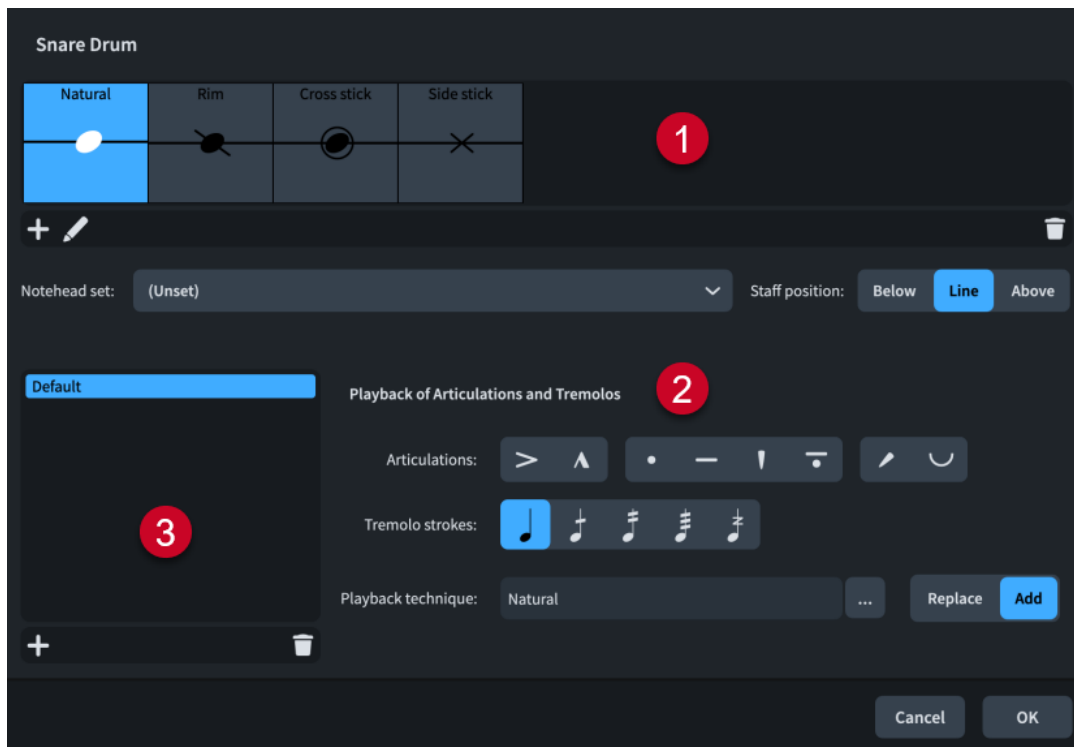 Snare Drum
Natural Rim Cross stick Side stick
1
Notehead set: (Unset) Staff position: Below Line Above
Default
Playback of Articulations and Tremolos 2
Articulations:
3
Tremolo strokes:
Playback technique: Natural ... Replace Add
Cancel OK